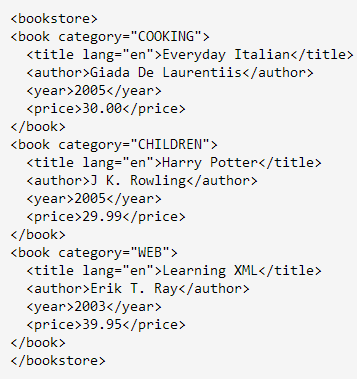 <bookstore>
<book category="COOKING">
  <title lang="en">Everyday Italian</title>
  <author>Giada De Laurentiis</author>
  <year>2005</year>
  <price>30.00</price>
</book>
<book category="CHILDREN">
  <title lang="en">Harry Potter</title>
  <author>J K. Rowling</author>
  <year>2005</year>
  <price>29.99</price>
</book>
<book category="WEB">
  <title lang="en">Learning XML</title>
  <author>Erik T. Ray</author>
  <year>2003</year>
  <price>39.95</price>
</book>
</bookstore>